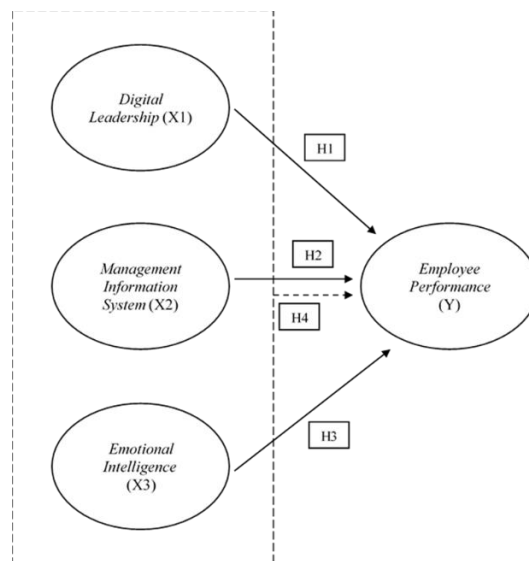 Digital
Leadership (X1)
H1
Management
Information
System (X2)
H2
H4
Employee
Performance
(Y)
Emotional
Intelligence
(X3)
H3